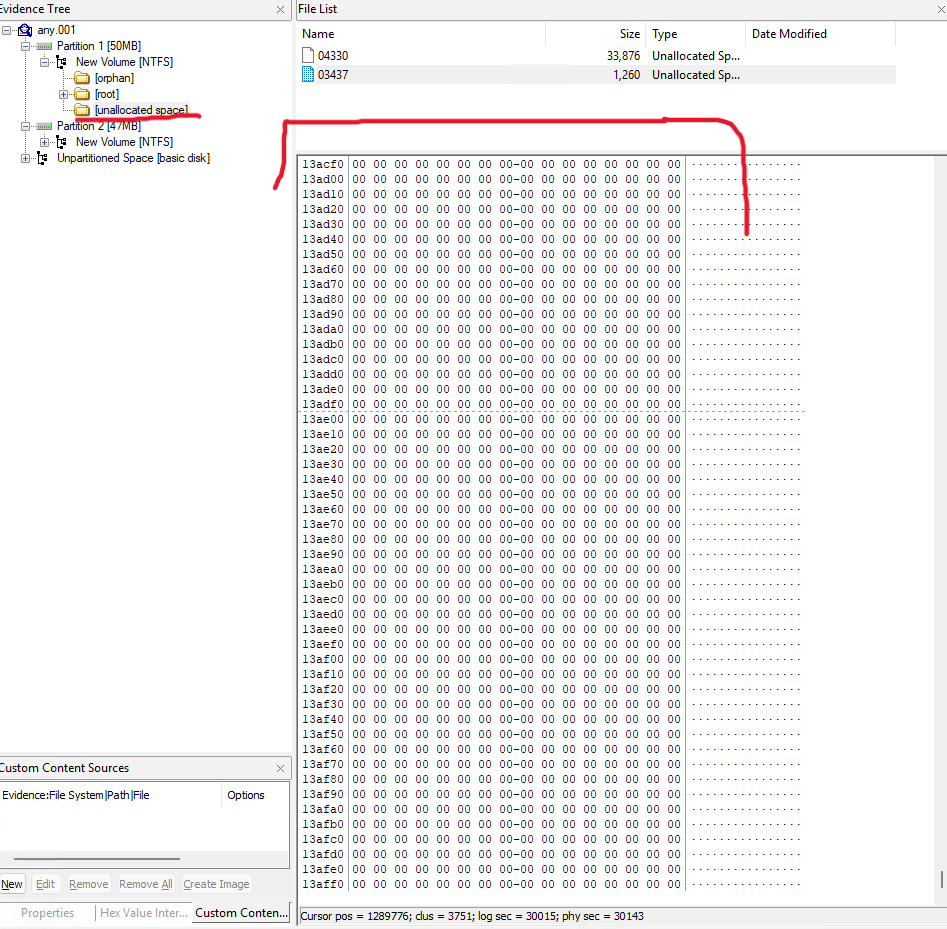 Evidence Tree
any.001
Partition 1 [50MB]
New Volume [NTFS]
[orphan]
[root]
[unallocated space]
Partition 2 [47MB]
New Volume [NTFS]
Unpartitioned Space [basic disk]
Custom Content Sources
Evidence:File System|Path|File Options
New Edit Remove Remove All Create Image
Properties Hex Value Inter... Custom Conten...
File List
Name Size Type Date Modified
04330 33,876 Unallocated Sp...
03437 1,260 Unallocated Sp...
13acf0 00 00 00 00 00 00 00 00-00 00 00 00 00 00 00 00 ················
13ad00 00 00 00 00 00 00 00 00-00 00 00 00 00 00 00 00 ················
13ad10 00 00 00 00 00 00 00 00-00 00 00 00 00 00 00 00 ················
13ad20 00 00 00 00 00 00 00 00-00 00 00 00 00 00 00 00 ················
13ad30 00 00 00 00 00 00 00 00-00 00 00 00 00 00 00 00 ················
13ad40 00 00 00 00 00 00 00 00-00 00 00 00 00 00 00 00 ················
13ad50 00 00 00 00 00 00 00 00-00 00 00 00 00 00 00 00 ················
13ad60 00 00 00 00 00 00 00 00-00 00 00 00 00 00 00 00 ················
13ad70 00 00 00 00 00 00 00 00-00 00 00 00 00 00 00 00 ················
13ad80 00 00 00 00 00 00 00 00-00 00 00 00 00 00 00 00 ················
13ad90 00 00 00 00 00 00 00 00-00 00 00 00 00 00 00 00 ················
13ada0 00 00 00 00 00 00 00 00-00 00 00 00 00 00 00 00 ················
13adb0 00 00 00 00 00 00 00 00-00 00 00 00 00 00 00 00 ················
13adc0 00 00 00 00 00 00 00 00-00 00 00 00 00 00 00 00 ················
13add0 00 00 00 00 00 00 00 00-00 00 00 00 00 00 00 00 ················
13ade0 00 00 00 00 00 00 00 00-00 00 00 00 00 00 00 00 ················
13adf0 00 00 00 00 00 00 00 00-00 00 00 00 00 00 00 00 ················
13ae00 00 00 00 00 00 00 00 00-00 00 00 00 00 00 00 00 ················
13ae10 00 00 00 00 00 00 00 00-00 00 00 00 00 00 00 00 ················
13ae20 00 00 00 00 00 00 00 00-00 00 00 00 00 00 00 00 ················
13ae30 00 00 00 00 00 00 00 00-00 00 00 00 00 00 00 00 ················
13ae40 00 00 00 00 00 00 00 00-00 00 00 00 00 00 00 00 ················
13ae50 00 00 00 00 00 00 00 00-00 00 00 00 00 00 00 00 ················
13ae60 00 00 00 00 00 00 00 00-00 00 00 00 00 00 00 00 ················
13ae70 00 00 00 00 00 00 00 00-00 00 00 00 00 00 00 00 ················
13ae80 00 00 00 00 00 00 00 00-00 00 00 00 00 00 00 00 ················
13ae90 00 00 00 00 00 00 00 00-00 00 00 00 00 00 00 00 ················
13aea0 00 00 00 00 00 00 00 00-00 00 00 00 00 00 00 00 ················
13aeb0 00 00 00 00 00 00 00 00-00 00 00 00 00 00 00 00 ················
13aec0 00 00 00 00 00 00 00 00-00 00 00 00 00 00 00 00 ················
13aed0 00 00 00 00 00 00 00 00-00 00 00 00 00 00 00 00 ················
13aee0 00 00 00 00 00 00 00 00-00 00 00 00 00 00 00 00 ················
13aef0 00 00 00 00 00 00 00 00-00 00 00 00 00 00 00 00 ················
13af00 00 00 00 00 00 00 00 00-00 00 00 00 00 00 00 00 ················
13af10 00 00 00 00 00 00 00 00-00 00 00 00 00 00 00 00 ················
13af20 00 00 00 00 00 00 00 00-00 00 00 00 00 00 00 00 ················
13af30 00 00 00 00 00 00 00 00-00 00 00 00 00 00 00 00 ················
13af40 00 00 00 00 00 00 00 00-00 00 00 00 00 00 00 00 ················
13af50 00 00 00 00 00 00 00 00-00 00 00 00 00 00 00 00 ················
13af60 00 00 00 00 00 00 00 00-00 00 00 00 00 00 00 00 ················
13af70 00 00 00 00 00 00 00 00-00 00 00 00 00 00 00 00 ················
13af80 00 00 00 00 00 00 00 00-00 00 00 00 00 00 00 00 ················
13af90 00 00 00 00 00 00 00 00-00 00 00 00 00 00 00 00 ················
13afa0 00 00 00 00 00 00 00 00-00 00 00 00 00 00 00 00 ················
13afb0 00 00 00 00 00 00 00 00-00 00 00 00 00 00 00 00 ················
13afc0 00 00 00 00 00 00 00 00-00 00 00 00 00 00 00 00 ················
13afd0 00 00 00 00 00 00 00 00-00 00 00 00 00 00 00 00 ················
13afe0 00 00 00 00 00 00 00 00-00 00 00 00 00 00 00 00 ················
13aff0 00 00 00 00 00 00 00 00-00 00 00 00 00 00 00 00 ················
Cursor pos = 1289776; clus = 3751; log sec = 30015; phy sec = 30143